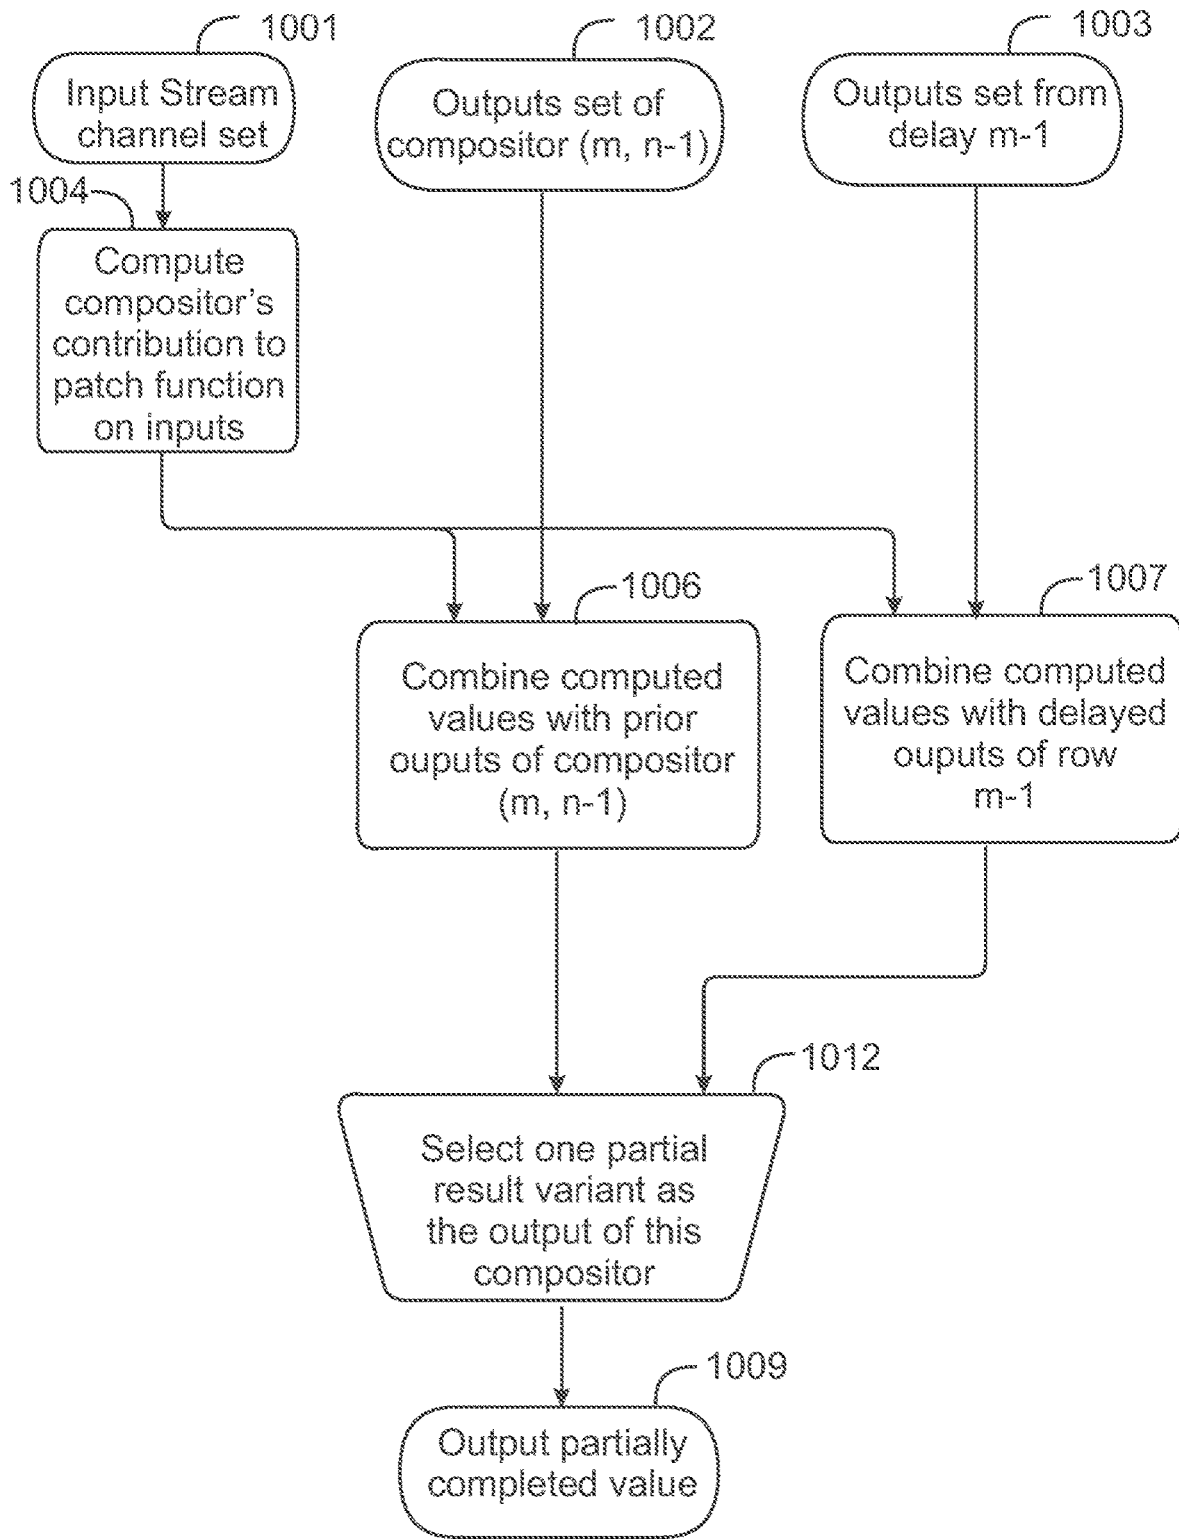 1001
Input Stream
channel set
1002
Outputs set of
compositor (m, n-1)
1003
Outputs set from
delay m-1
1004
Compute
compositor's
contribution to
patch function
on inputs
1006
Combine computed
values with prior
ouputs of compositor
(m, n-1)
1007
Combine computed
values with delayed
ouputs of row
m-1
1012
Select one partial
result variant as
the output of this
compositor
1009
Output partially
completed value